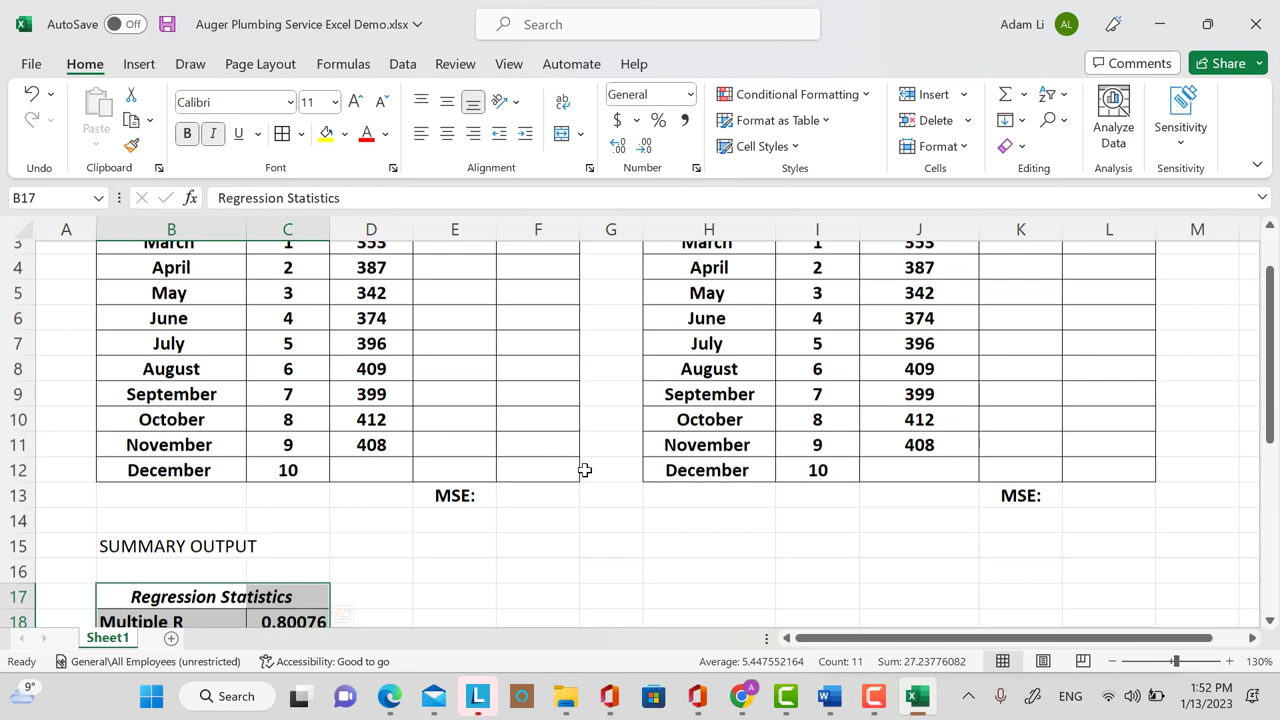 AutoSave Off Auger Plumbing Service Excel Demo.xlsx Search Adam Li AL
File Home Insert Draw Page Layout Formulas Data Review View Automate Help Comments Share
Paste Calibri 11 General Conditional Formatting Insert
Format as Table Delete Analyze Data Sensitivity
B I U $ % Cell Styles Format
Undo Clipboard Font Alignment Number Styles Cells Editing Analysis Sensitivity
B17 fx Regression Statistics
A B C D E F G H I J K L M
3 March 1 353 March 1 353
4 April 2 387 April 2 387
5 May 3 342 May 3 342
6 June 4 374 June 4 374
7 July 5 396 July 5 396
8 August 6 409 August 6 409
9 September 7 399 September 7 399
10 October 8 412 October 8 412
11 November 9 408 November 9 408
12 December 10 December 10
13 MSE: MSE:
14
15 SUMMARY OUTPUT
16
17 Regression Statistics
18 Multiple R 0.80076
Sheet1
Ready General\All Employees (unrestricted) Accessibility: Good to go Average: 5.447552164 Count: 11 Sum: 27.23776082 130%
9° Search ENG 1:52 PM
1/13/2023